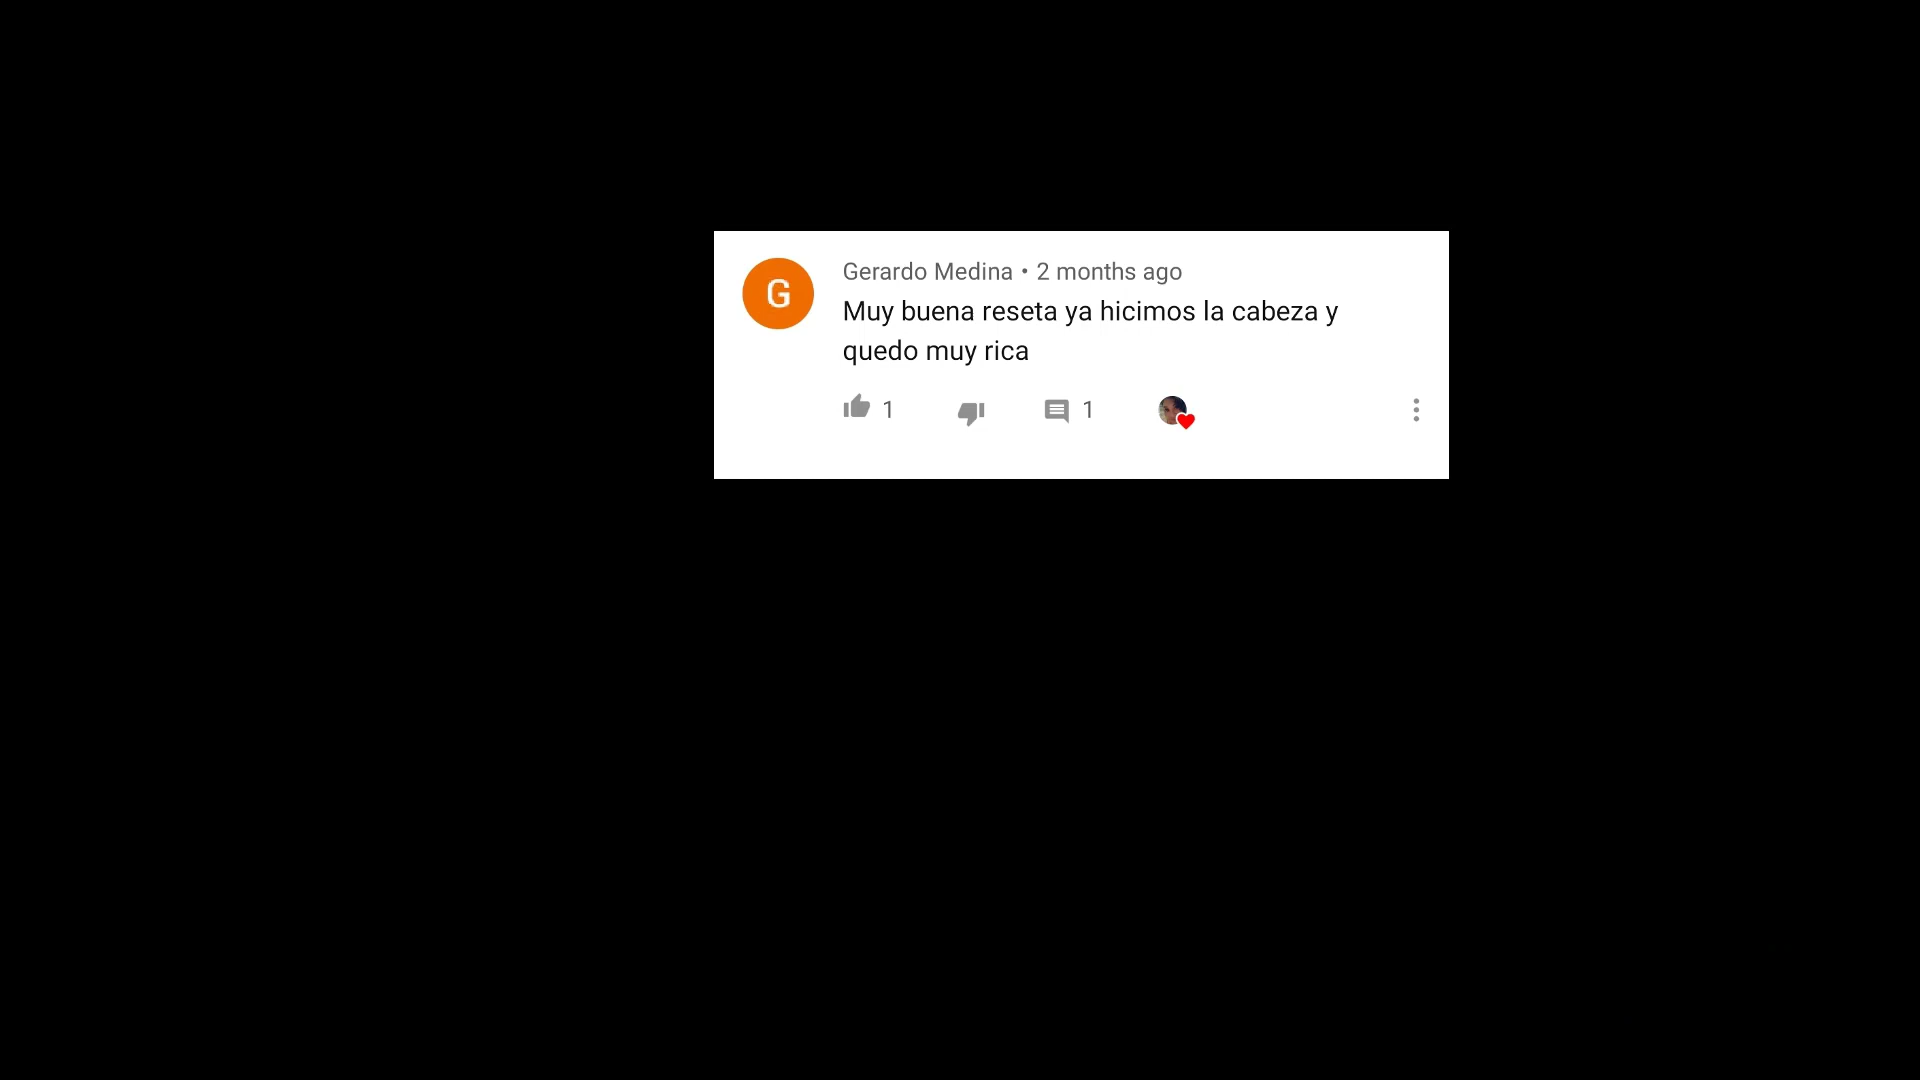 G
Gerardo Medina • 2 months ago
Muy buena reseta ya hicimos la cabeza y
quedo muy rica
1 1